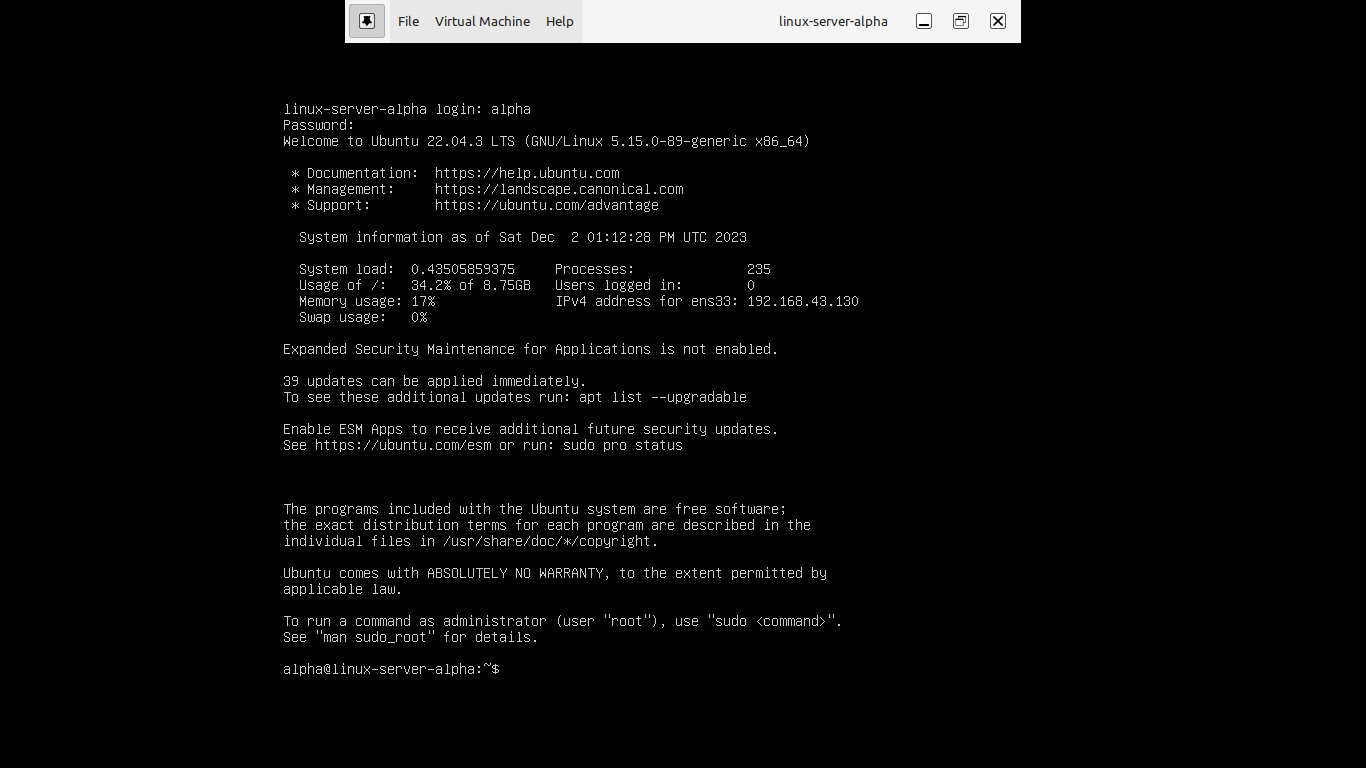 File Virtual Machine Help linux-server-alpha
linux-server-alpha login: alpha
Password:
Welcome to Ubuntu 22.04.3 LTS (GNU/Linux 5.15.0-89-generic x86_64)
* Documentation:  https://help.ubuntu.com
* Management:     https://landscape.canonical.com
* Support:        https://ubuntu.com/advantage
System information as of Sat Dec  2 01:12:28 PM UTC 2023
System load:  0.43505859375     Processes:              235
Usage of /:   34.2% of 8.75GB   Users logged in:        0
Memory usage: 17%               IPv4 address for ens33: 192.168.43.130
Swap usage:   0%
Expanded Security Maintenance for Applications is not enabled.
39 updates can be applied immediately.
To see these additional updates run: apt list --upgradable
Enable ESM Apps to receive additional future security updates.
See https://ubuntu.com/esm or run: sudo pro status
The programs included with the Ubuntu system are free software;
the exact distribution terms for each program are described in the
individual files in /usr/share/doc/*/copyright.
Ubuntu comes with ABSOLUTELY NO WARRANTY, to the extent permitted by
applicable law.
To run a command as administrator (user "root"), use "sudo <command>".
See "man sudo_root" for details.
alpha@linux-server-alpha:~$